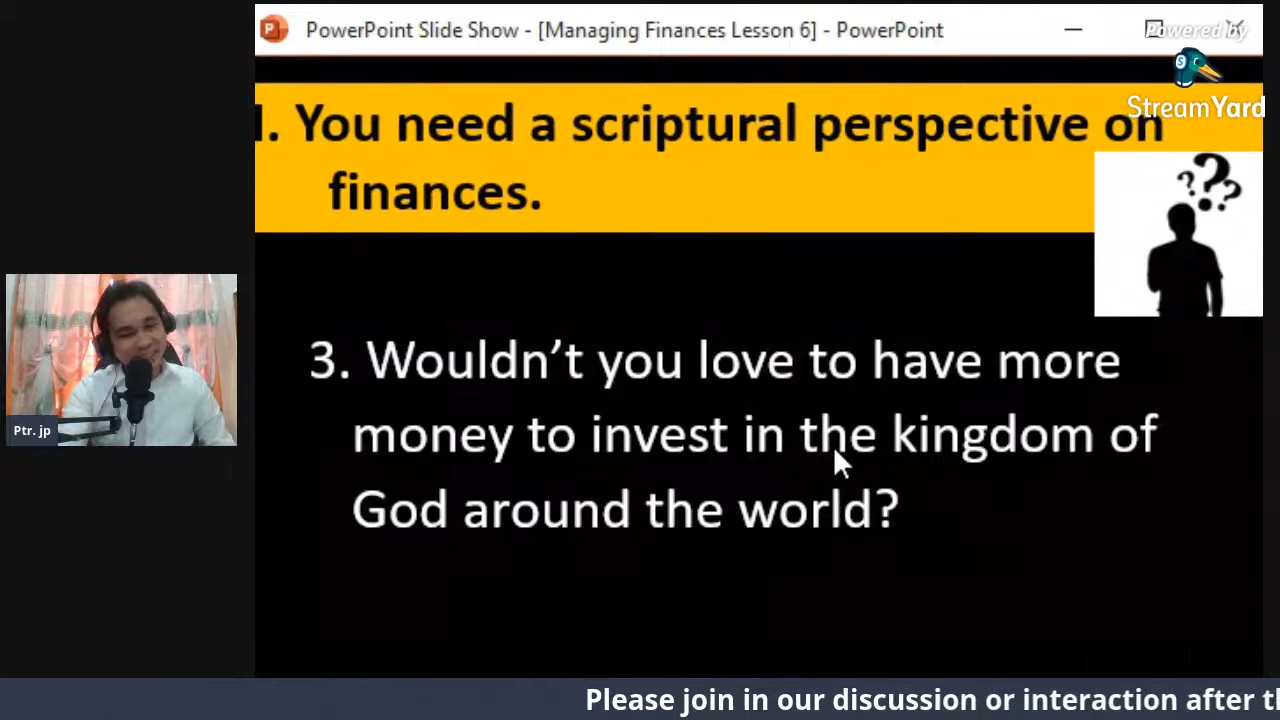 PowerPoint Slide Show - [Managing Finances Lesson 6] - PowerPoint
Powered by
StreamYard
I. You need a scriptural perspective on
finances.
3. Wouldn’t you love to have more
money to invest in the kingdom of
God around the world?
Ptr. jp
Please join in our discussion or interaction after